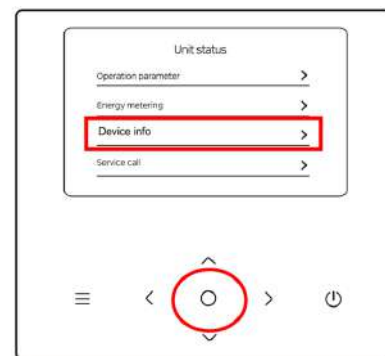 Unit status
Operation parameter
Energy metering
Device info
Service call